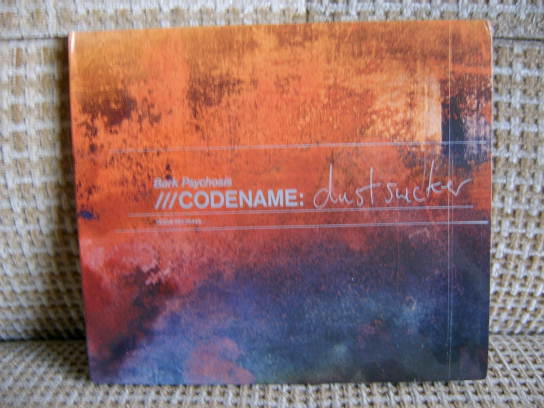 Bark Psychosis
///CODENAME: dustsucker